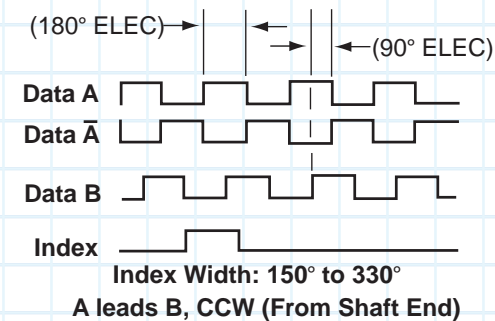 (180° ELEC)
(90° ELEC)
Data A
Data A̅
Data B
Index
Index Width: 150° to 330°
A leads B, CCW (From Shaft End)